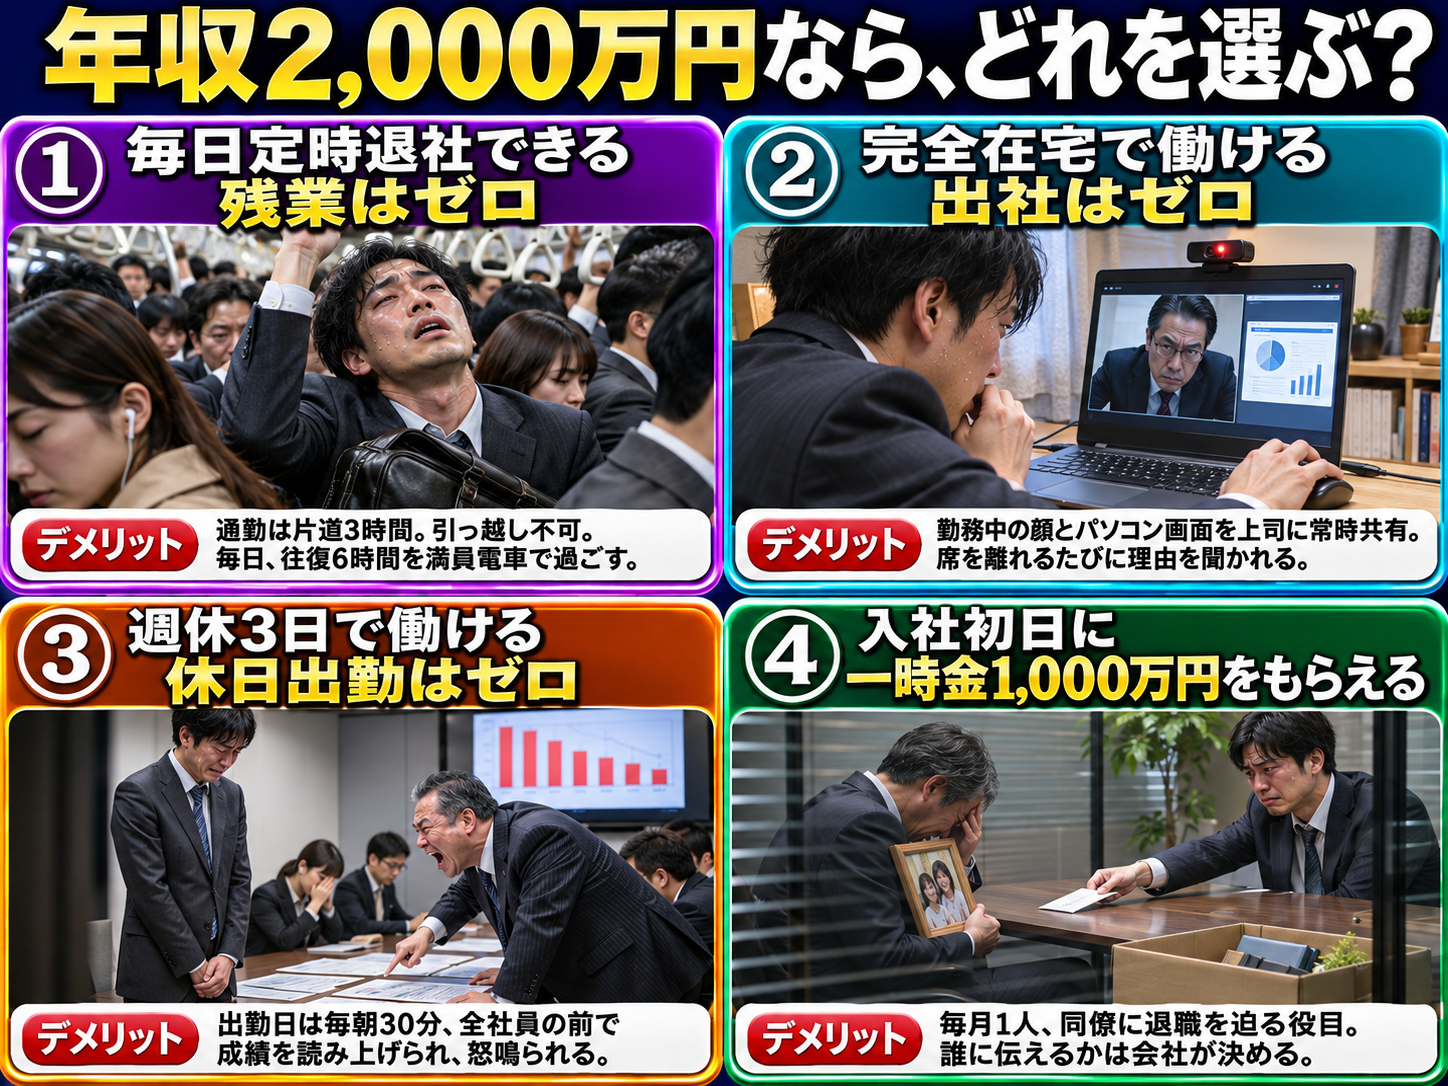 年収2,000万円なら、どれを選ぶ?
① 毎日定時退社できる
残業はゼロ
デメリット
通勤は片道3時間。引っ越し不可。
毎日、往復6時間を満員電車で過ごす。
② 完全在宅で働ける
出社はゼロ
デメリット
勤務中の顔とパソコン画面を上司に常時共有。
席を離れるたびに理由を聞かれる。
③ 週休3日で働ける
休日出勤はゼロ
デメリット
出勤日は毎朝30分、全社員の前で
成績を読み上げられ、怒鳴られる。
④ 入社初日に
一時金1,000万円をもらえる
デメリット
毎月1人、同僚に退職を迫る役目。
誰に伝えるかは会社が決める。